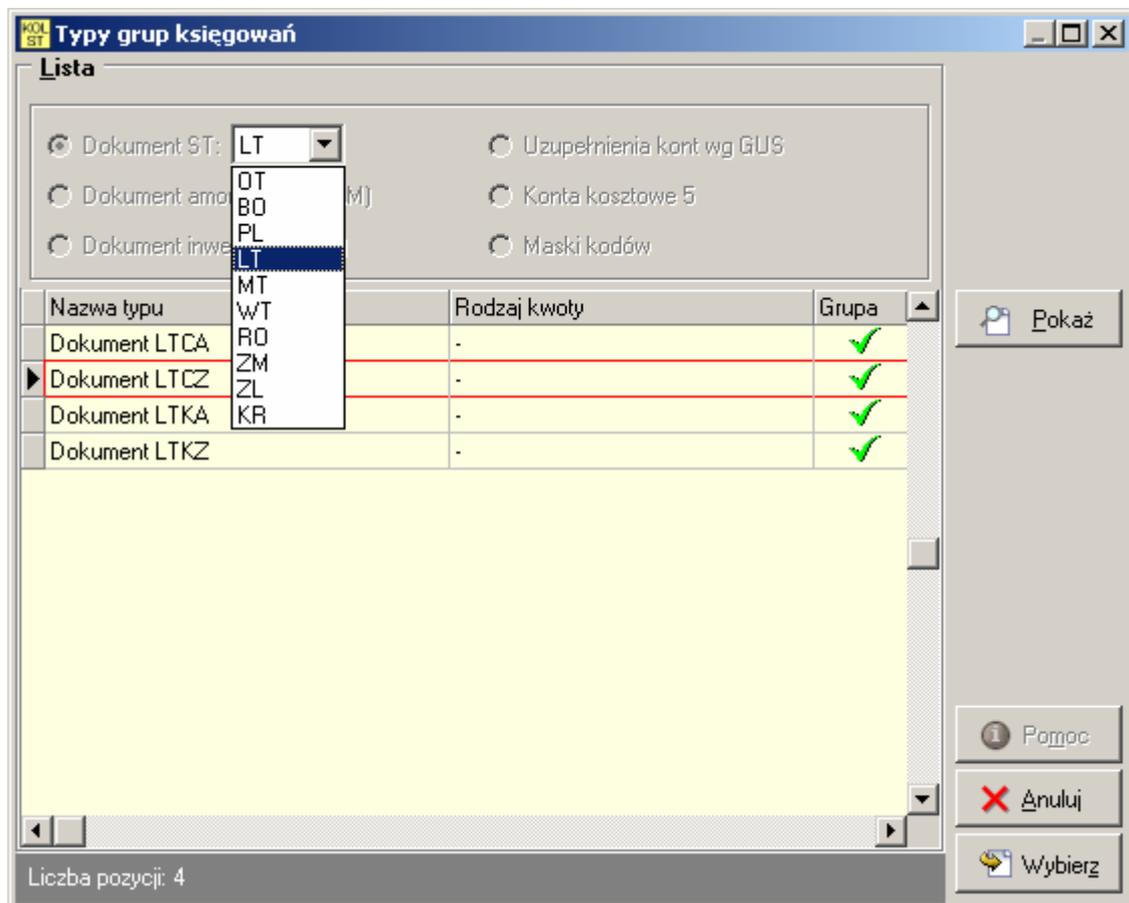 KOL ST Typy grup księgowań
Lista
Dokument ST: LT Uzupełnienia kont wg GUS
Dokument amo M) Konta kosztowe 5
Dokument inwe Maski kodów
OT
BO
PL
LT
MT
WT
RO
ZM
ZL
KR
Nazwa typu Rodzaj kwoty Grupa
Dokument LTCA -
Dokument LTCZ -
Dokument LTKA -
Dokument LTKZ -
Pokaż
Pomoc
Anuluj
Wybierz
Liczba pozycji: 4